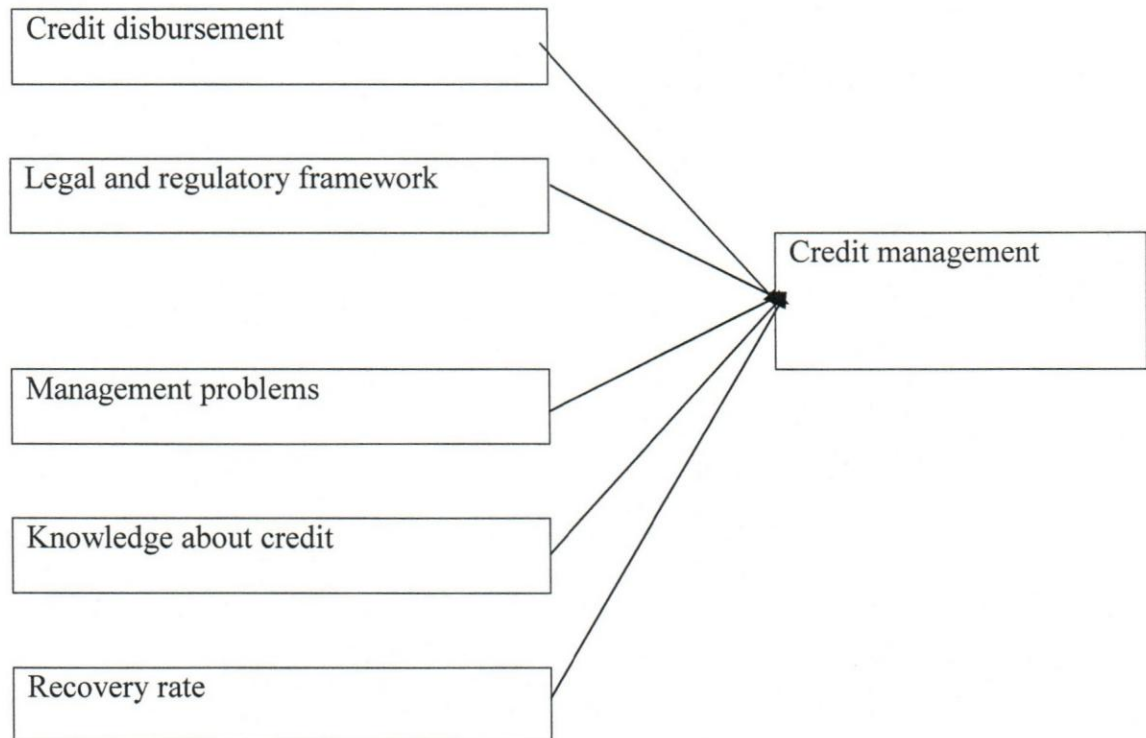 Credit disbursement
Legal and regulatory framework
Credit management
Management problems
Knowledge about credit
Recovery rate